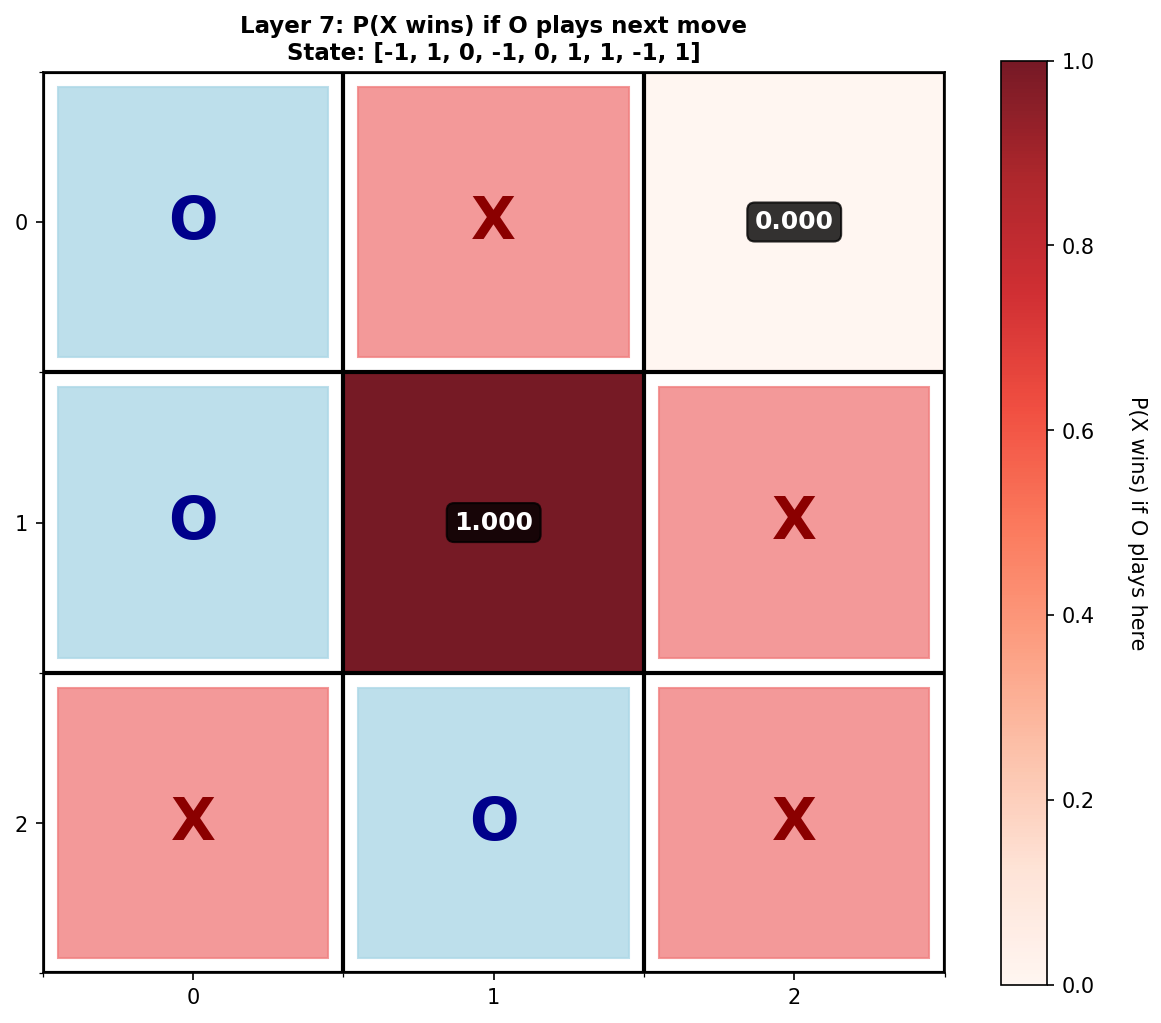 Layer 7: P(X wins) if O plays next move
State: [-1, 1, 0, -1, 0, 1, 1, -1, 1]
O X 0.000
O 1.000 X
X O X
0
1
2
0 1 2
1.0
0.8
0.6
0.4
0.2
0.0
P(X wins) if O plays here